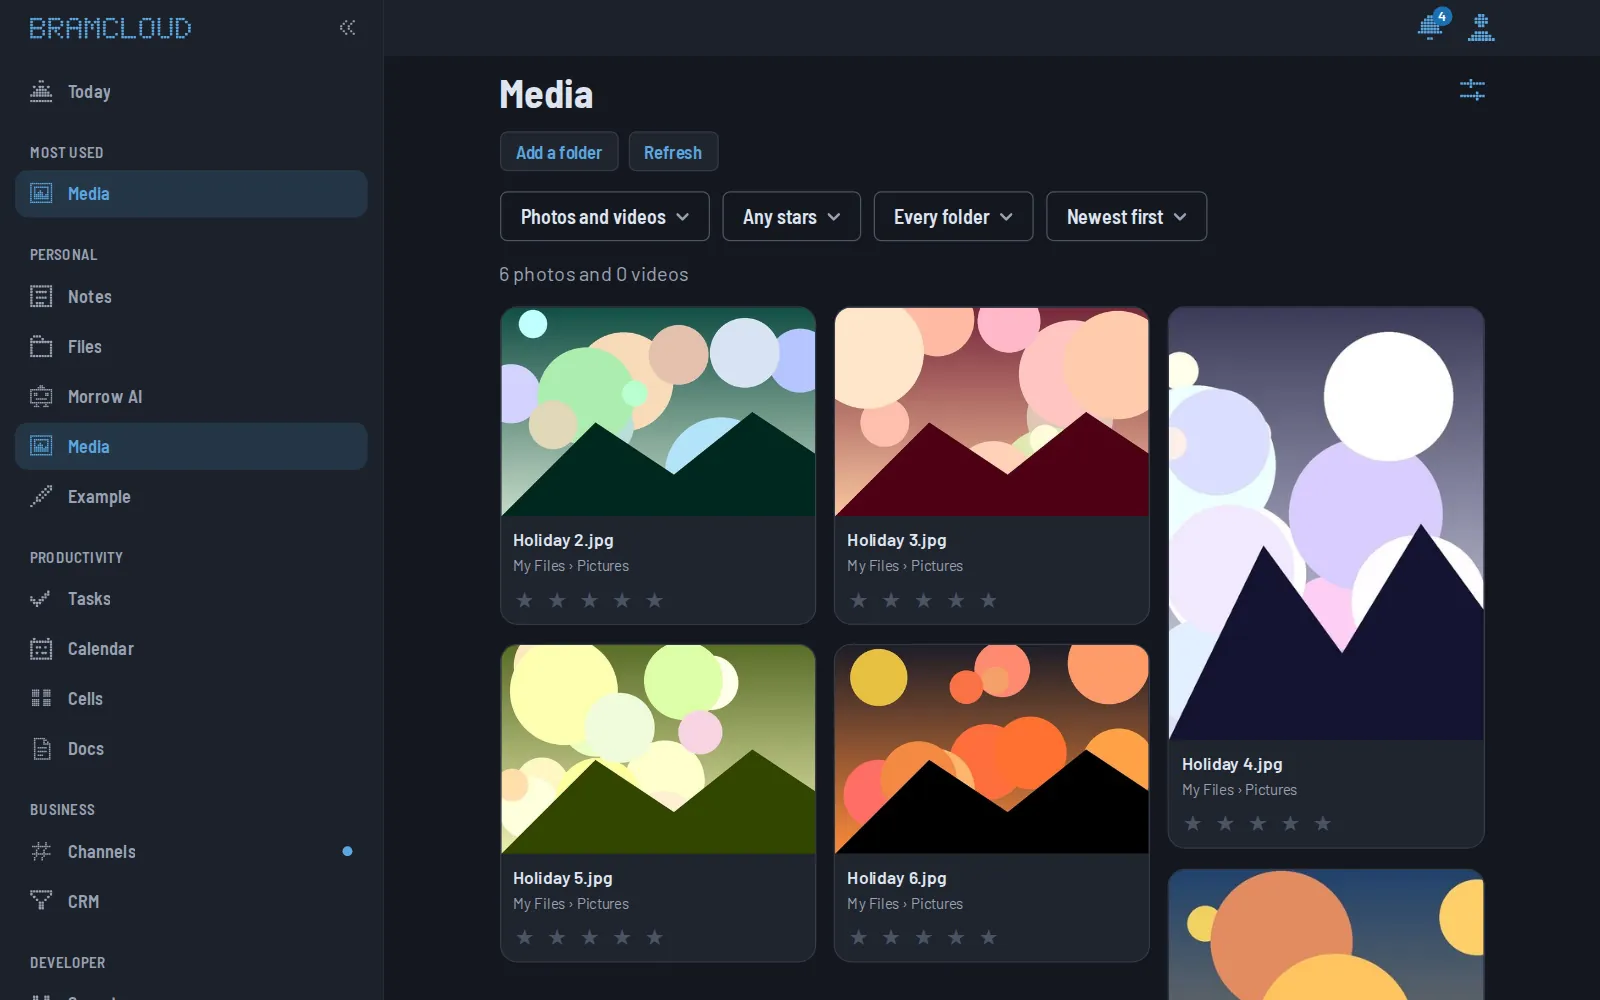 BRAMCLOUD
4
Today
MOST USED
Media
PERSONAL
Notes
Files
Morrow AI
Media
Example
PRODUCTIVITY
Tasks
Calendar
Cells
Docs
BUSINESS
Channels
CRM
DEVELOPER
Media
Add a folder
Refresh
Photos and videos
Any stars
Every folder
Newest first
6 photos and 0 videos
Holiday 2.jpg
My Files › Pictures
Holiday 3.jpg
My Files › Pictures
Holiday 4.jpg
My Files › Pictures
Holiday 5.jpg
My Files › Pictures
Holiday 6.jpg
My Files › Pictures